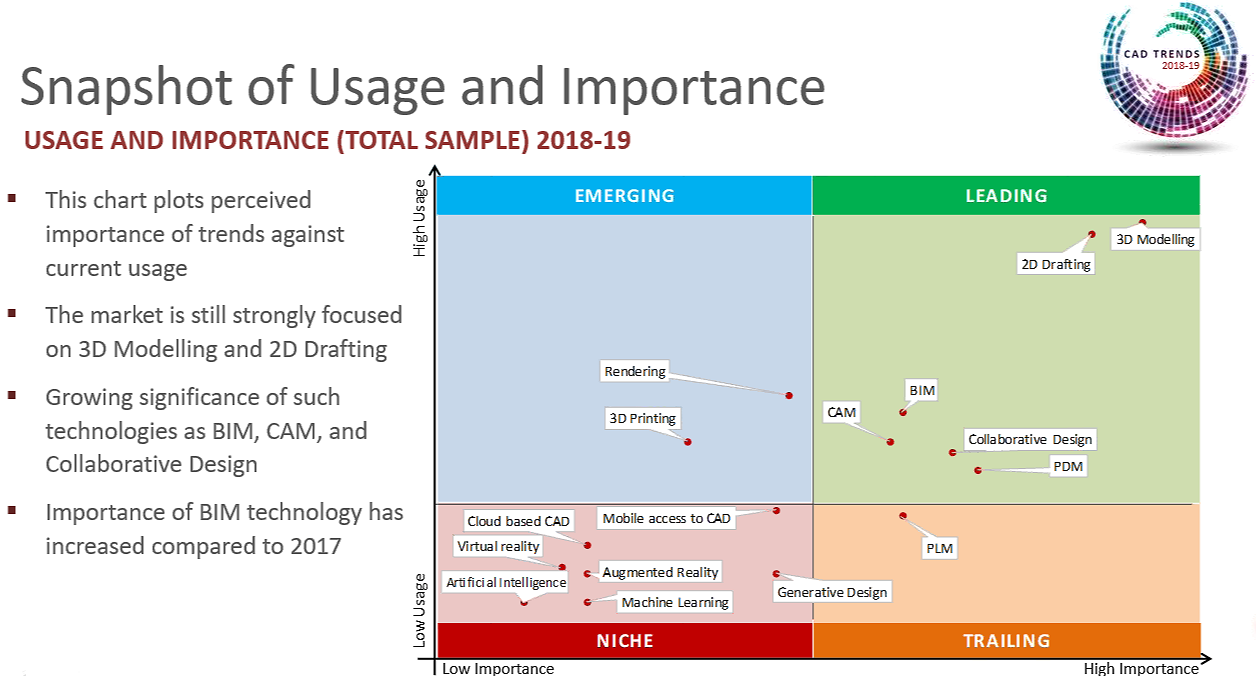 CAD TRENDS
2018-19
Snapshot of Usage and Importance
USAGE AND IMPORTANCE (TOTAL SAMPLE) 2018-19
▪ This chart plots perceived
importance of trends against
current usage
▪ The market is still strongly focused
on 3D Modelling and 2D Drafting
▪ Growing significance of such
technologies as BIM, CAM, and
Collaborative Design
▪ Importance of BIM technology has
increased compared to 2017
High Usage
EMERGING
LEADING
3D Modelling
2D Drafting
Rendering
BIM
3D Printing
CAM
Collaborative Design
PDM
Cloud based CAD
Mobile access to CAD
Virtual reality
PLM
Artificial Intelligence
Augmented Reality
Generative Design
Machine Learning
Low Usage
NICHE
TRAILING
Low Importance
High Importance